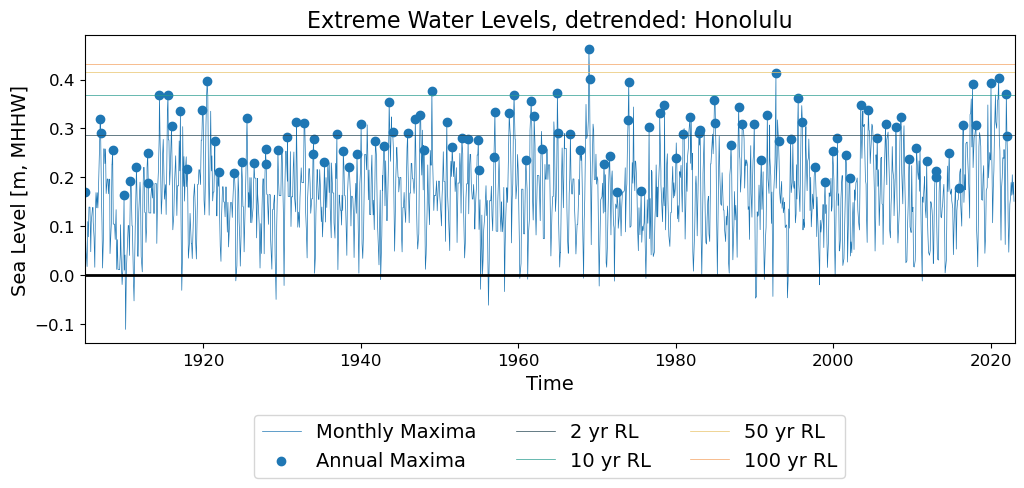 Extreme Water Levels, detrended: Honolulu
Sea Level [m, MHHW]
0.4
0.3
0.2
0.1
0.0
−0.1
1920
1940
1960
1980
2000
2020
Time
Monthly Maxima
Annual Maxima
2 yr RL
10 yr RL
50 yr RL
100 yr RL